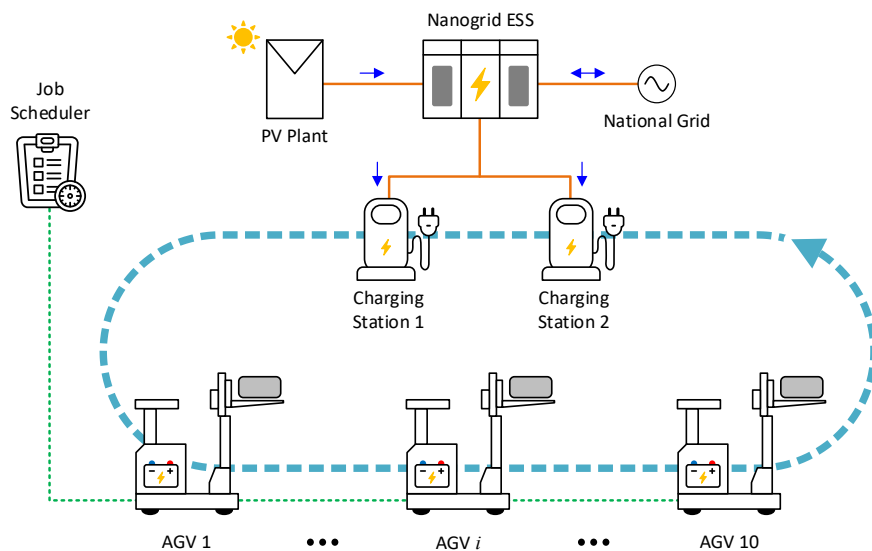 Nanogrid ESS
Job
Scheduler
PV Plant
National Grid
Charging
Station 1
Charging
Station 2
AGV 1
AGV i
AGV 10